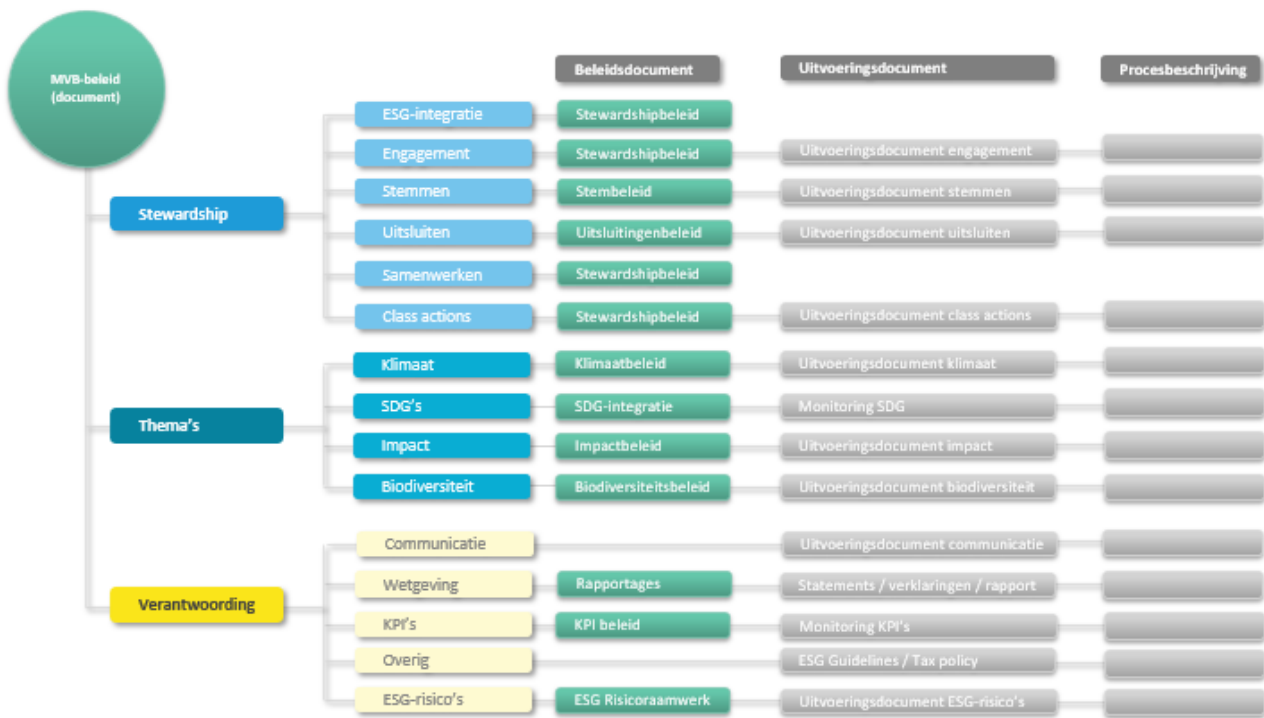 MVB-beleid
(document)
Beleidsdocument
Uitvoeringsdocument
Procesbeschrijving
ESG-integratie
Stewardshipbeleid
Engagement
Stewardshipbeleid
Uitvoeringsdocument engagement
Stemmen
Stembeleid
Uitvoeringsdocument stemmen
Stewardship
Uitsluiten
Uitsluitingenbeleid
Uitvoeringsdocument uitsluiten
Samenwerken
Stewardshipbeleid
Class actions
Stewardshipbeleid
Uitvoeringsdocument class actions
Klimaat
Klimaatbeleid
Uitvoeringsdocument klimaat
SDG's
SDG-integratie
Monitoring SDG
Thema's
Impact
Impactbeleid
Uitvoeringsdocument impact
Biodiversiteit
Biodiversiteitsbeleid
Uitvoeringsdocument biodiversiteit
Communicatie
Uitvoeringsdocument communicatie
Wetgeving
Rapportages
Statements / verklaringen / rapport
Verantwoording
KPI's
KPI beleid
Monitoring KPI's
Overig
ESG Guidelines / Tax policy
ESG-risico's
ESG Risicoraamwerk
Uitvoeringsdocument ESG-risico's